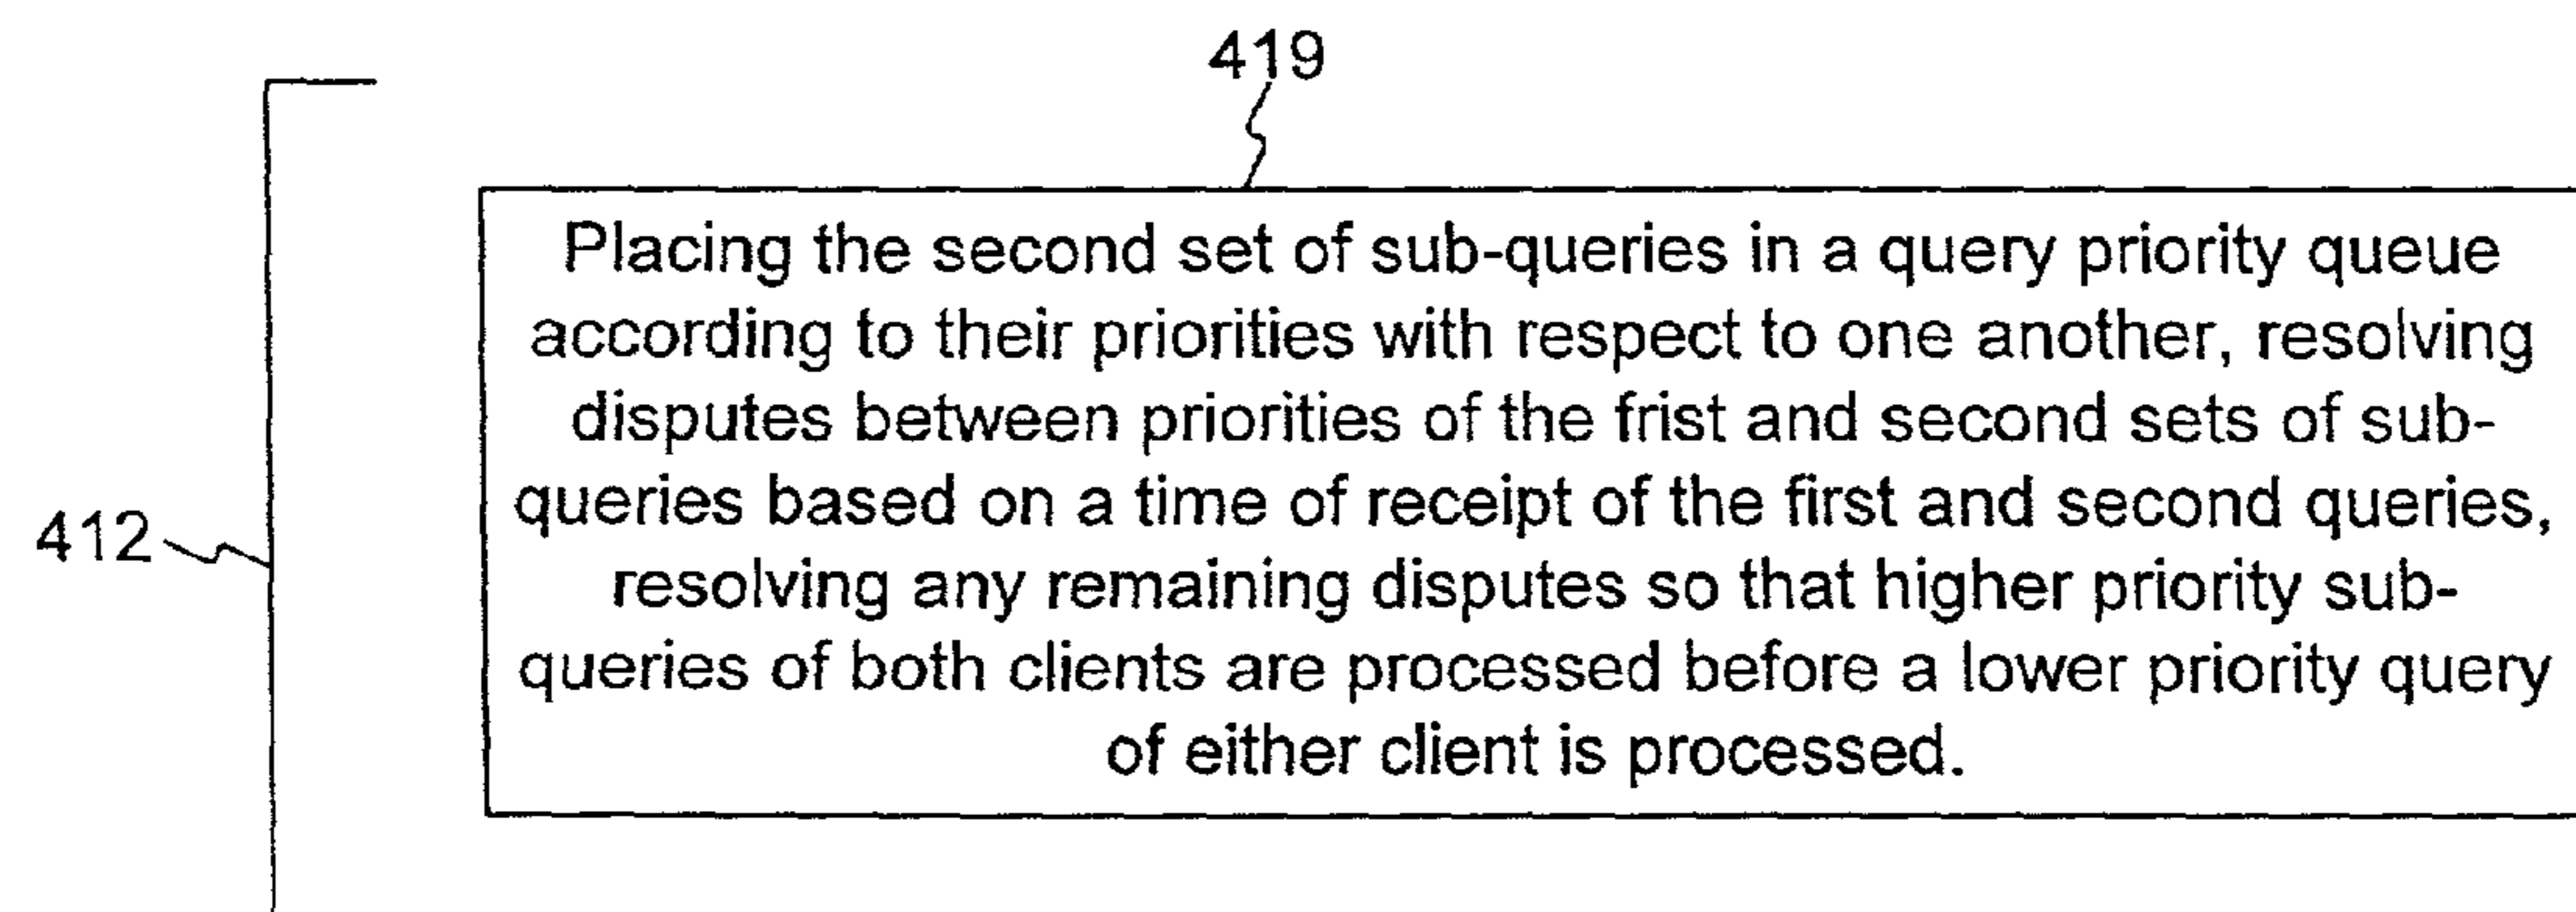 419
Placing the second set of sub-queries in a query priority queue
according to their priorities with respect to one another, resolving
disputes between priorities of the frist and second sets of sub-
queries based on a time of receipt of the first and second queries,
412
resolving any remaining disputes so that higher priority sub-
queries of both clients are processed before a lower priority query
of either client is processed.